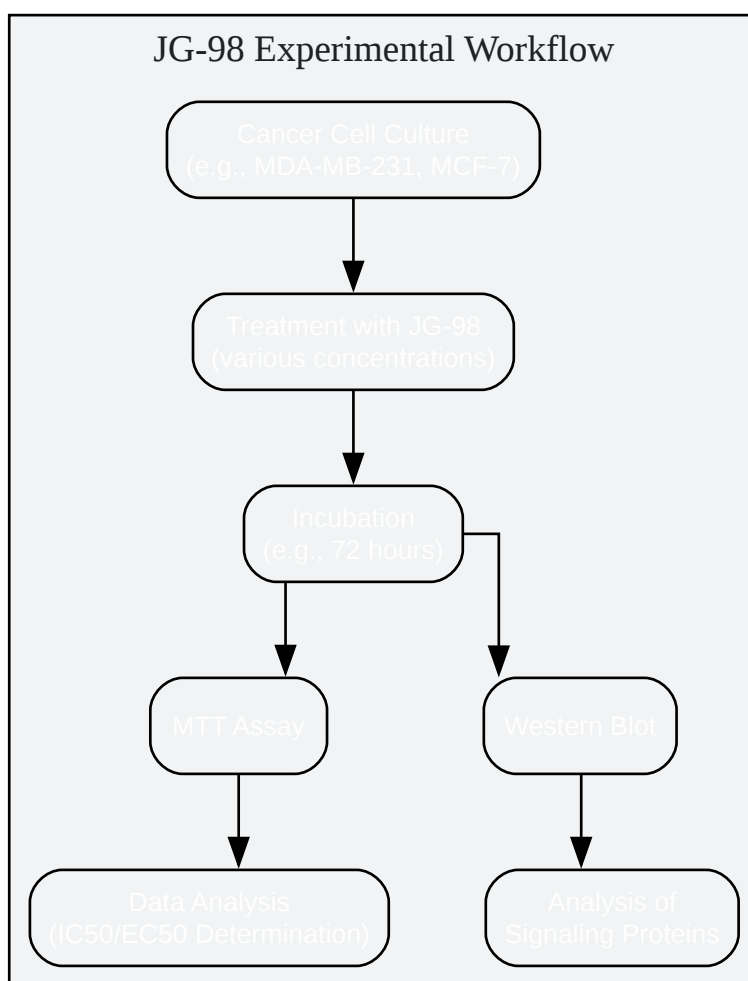 JG-98 Experimental Workflow
Cancer Cell Culture
(e.g., MDA-MB-231, MCF-7)
Treatment with JG-98
(various concentrations)
Incubation
(e.g., 72 hours)
MTT Assay
Western Blot
Data Analysis
(IC50/EC50 Determination)
Analysis of
Signaling Proteins